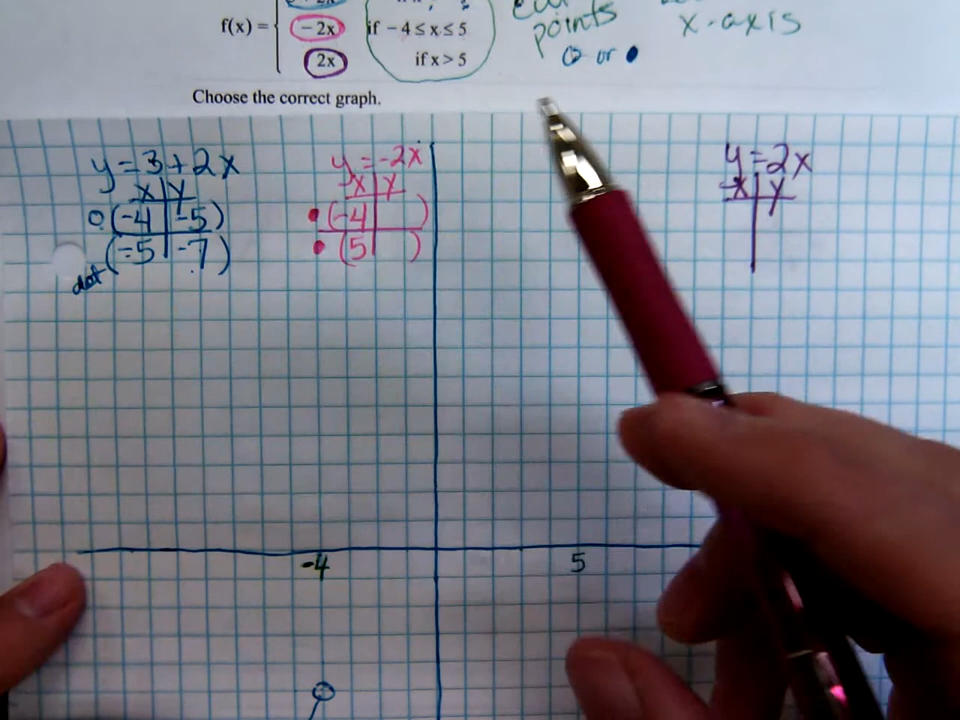 f(x) =
-2x if -4 ≤ x ≤ 5
2x if x > 5
points
or
x-axis
Choose the correct graph.
y = 3 + 2x
x y
(-4 -5)
(-5 -7)
dot
y = -2x
x y
(-4 )
(5 )
y = 2x
x y
-4
5